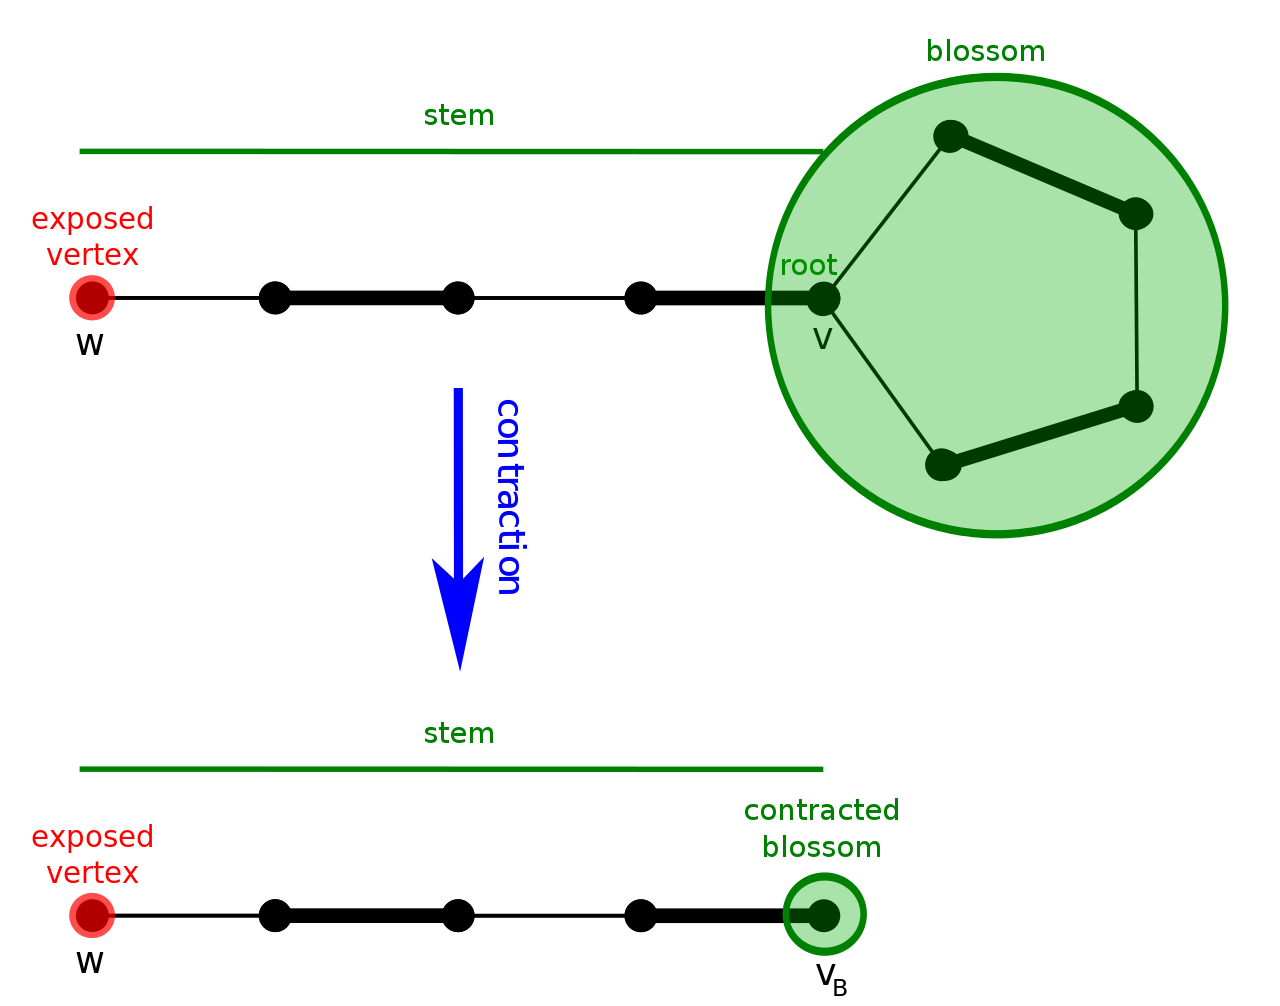 blossom
stem
exposed
vertex
root
w
v
contraction
stem
contracted
blossom
exposed
vertex
w
vB